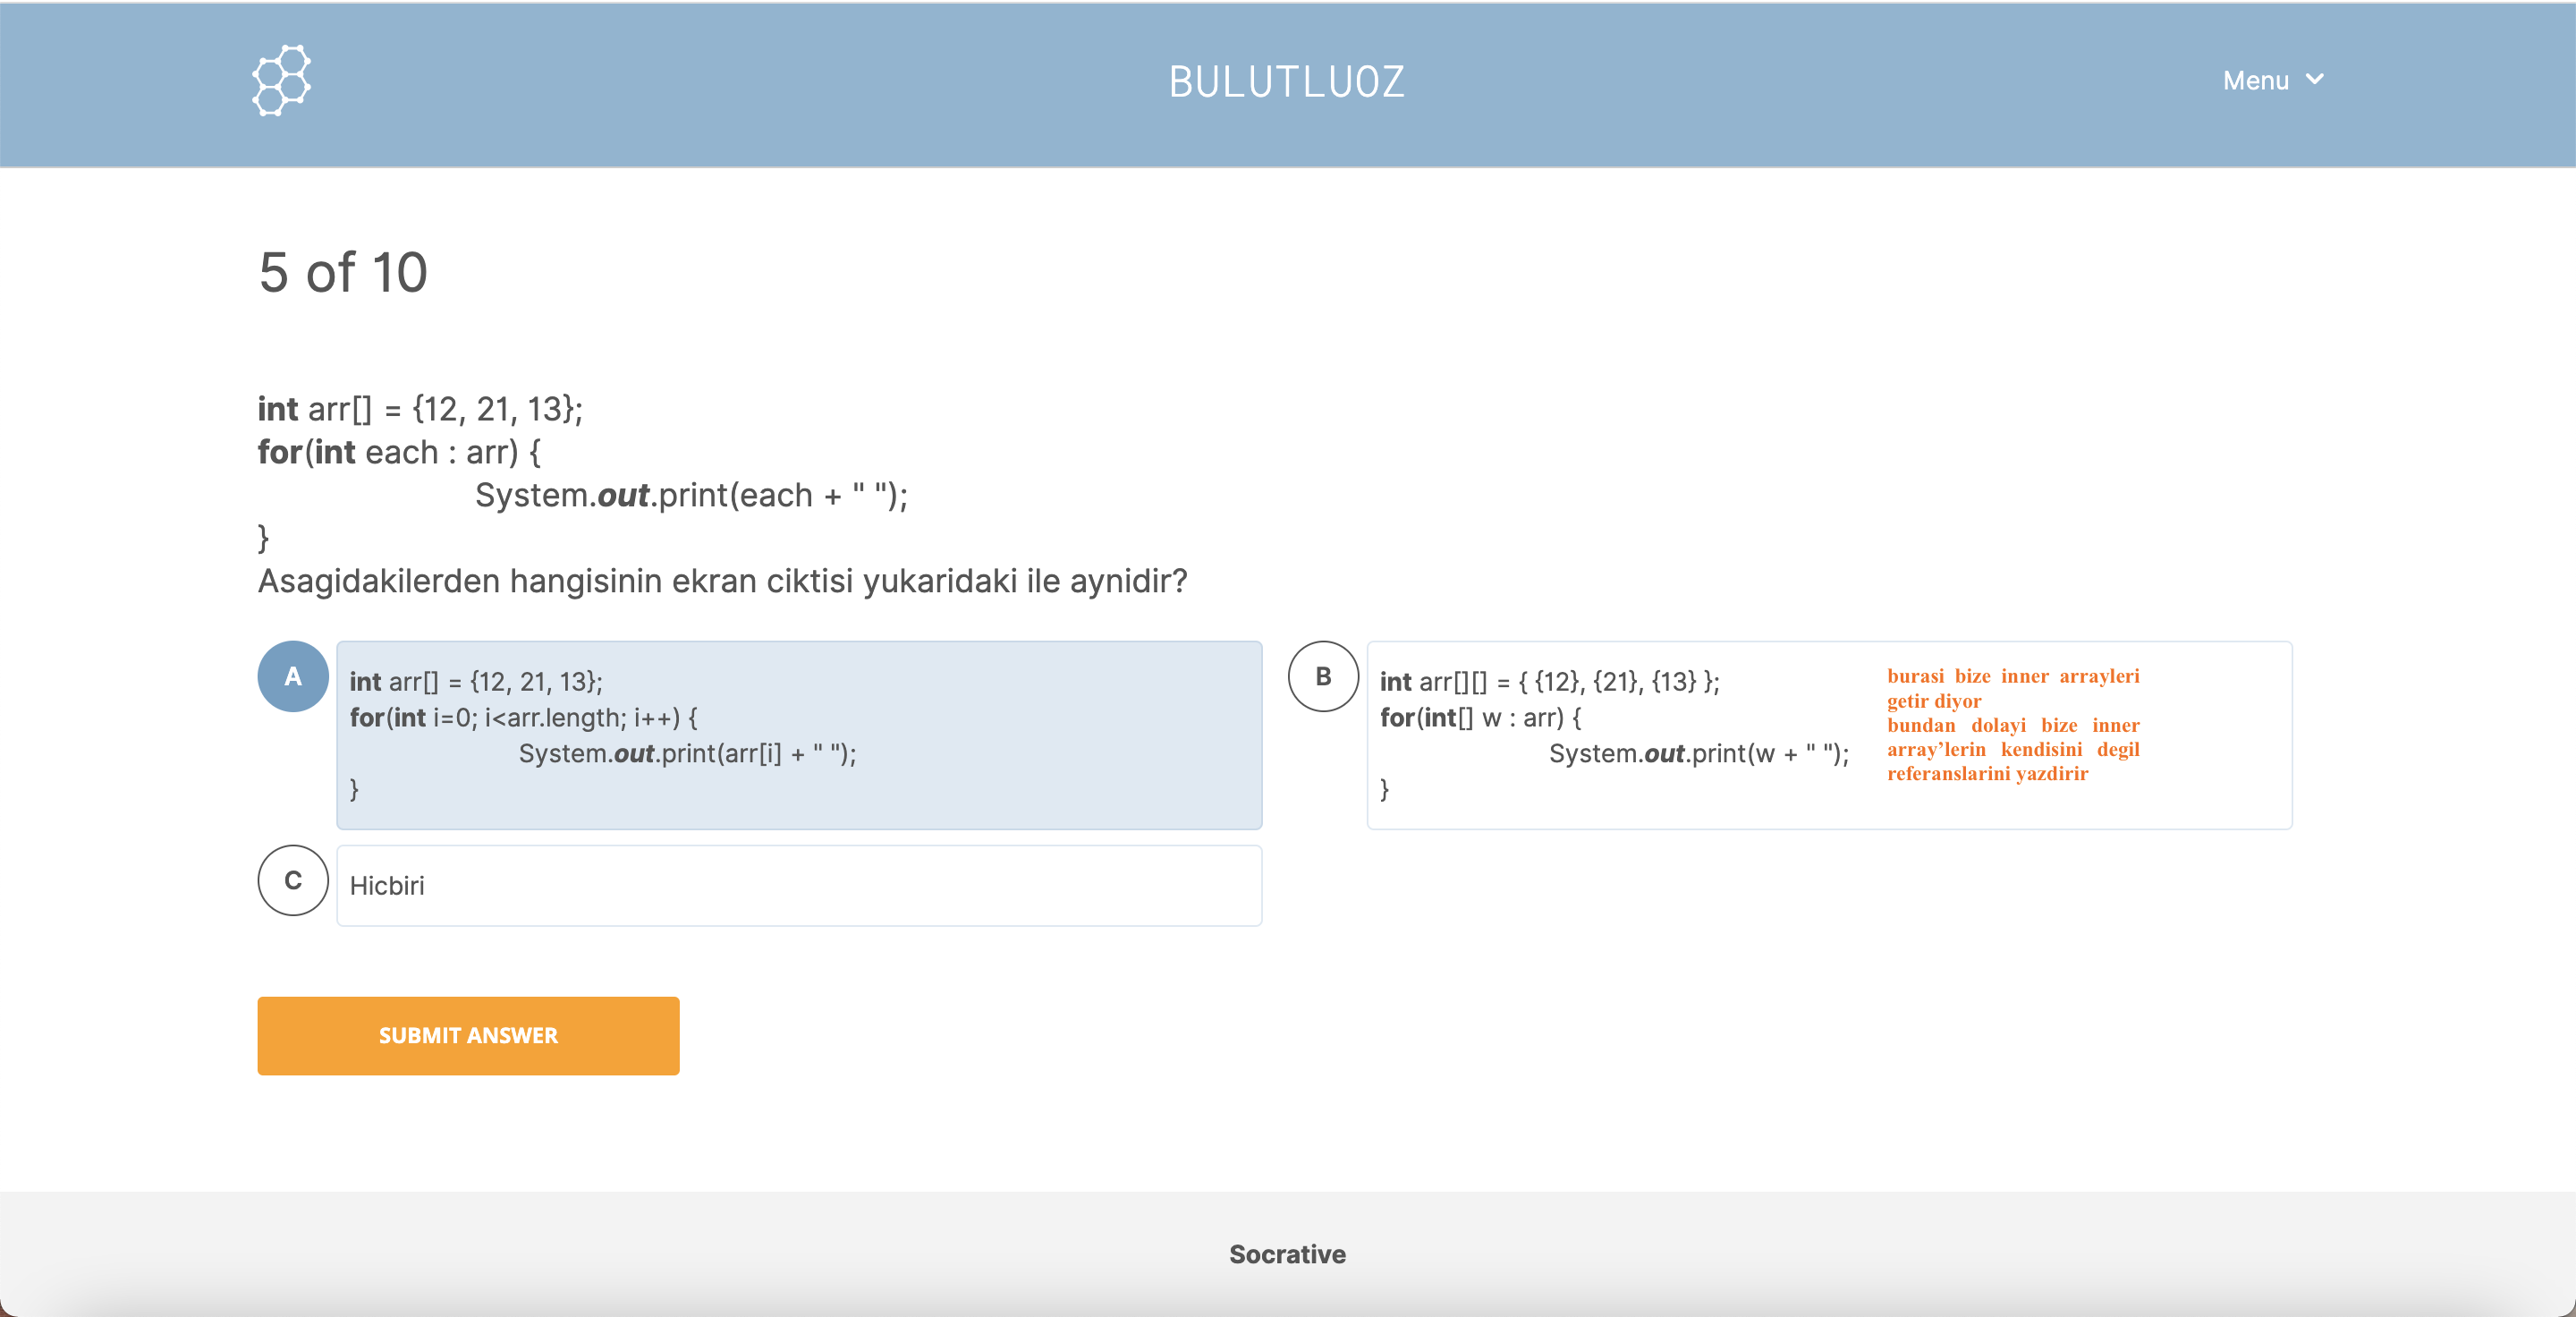 BULUTLUOZ
Menu
5 of 10
int arr[] = {12, 21, 13};
for(int each : arr) {
System.out.print(each + " ");
}
Asagidakilerden hangisinin ekran ciktisi yukaridaki ile aynidir?
A
int arr[] = {12, 21, 13};
for(int i=0; i<arr.length; i++) {
System.out.print(arr[i] + " ");
}
B
int arr[][] = { {12}, {21}, {13} };
for(int[] w : arr) {
System.out.print(w + " ");
}
burasi bize inner arrayleri
getir diyor
bundan dolayi bize inner
array’lerin kendisini degil
referanslarini yazdirir
C
Hicbiri
SUBMIT ANSWER
Socrative